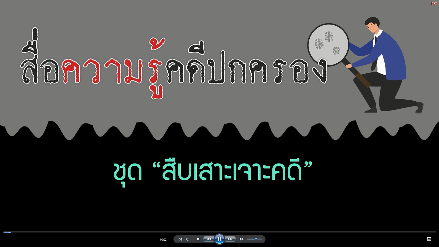 สื่อความรู้คดีปกครอง
ชุด “สืบเสาะเจาะคดี”